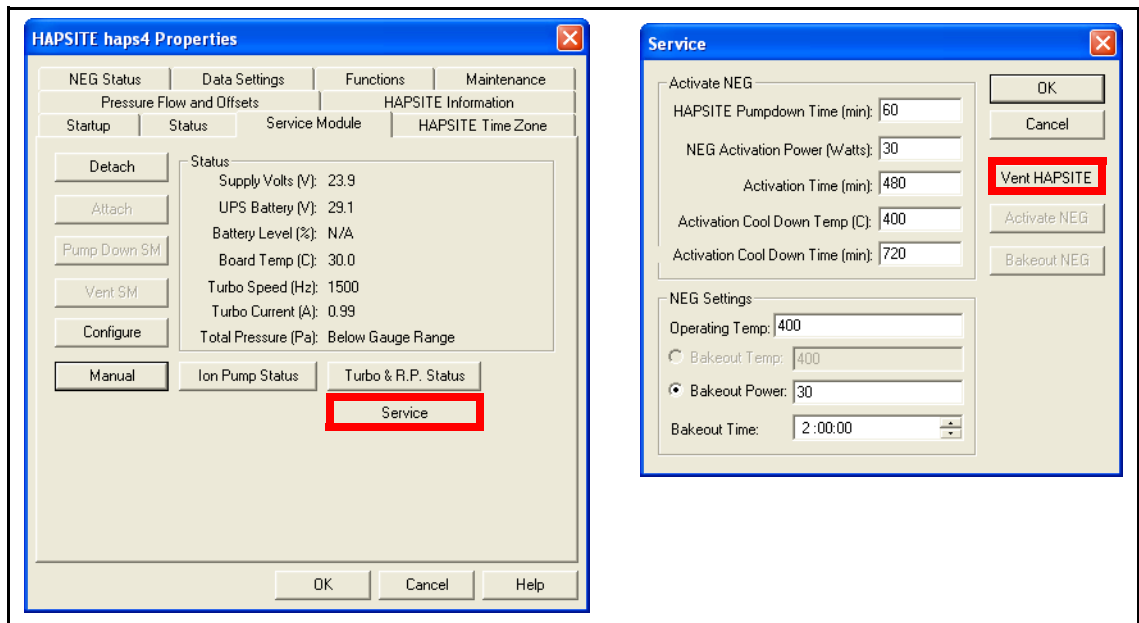 HAPSITE haps4 Properties
NEG Status Data Settings Functions Maintenance
Pressure Flow and Offsets HAPSITE Information
Startup Status Service Module HAPSITE Time Zone
Detach
Attach
Pump Down SM
Vent SM
Configure
Status
Supply Volts (V): 23.9
UPS Battery (V): 29.1
Battery Level (%): N/A
Board Temp (C): 30.0
Turbo Speed (Hz): 1500
Turbo Current (A): 0.99
Total Pressure (Pa): Below Gauge Range
Manual Ion Pump Status Turbo & R.P. Status
Service
OK Cancel Help
Service
Activate NEG
HAPSITE Pumpdown Time (min): 60
NEG Activation Power (Watts): 30
Activation Time (min): 480
Activation Cool Down Temp (C): 400
Activation Cool Down Time (min): 720
OK
Cancel
Vent HAPSITE
Activate NEG
Bakeout NEG
NEG Settings
Operating Temp: 400
Bakeout Temp: 400
Bakeout Power: 30
Bakeout Time: 2 :00:00